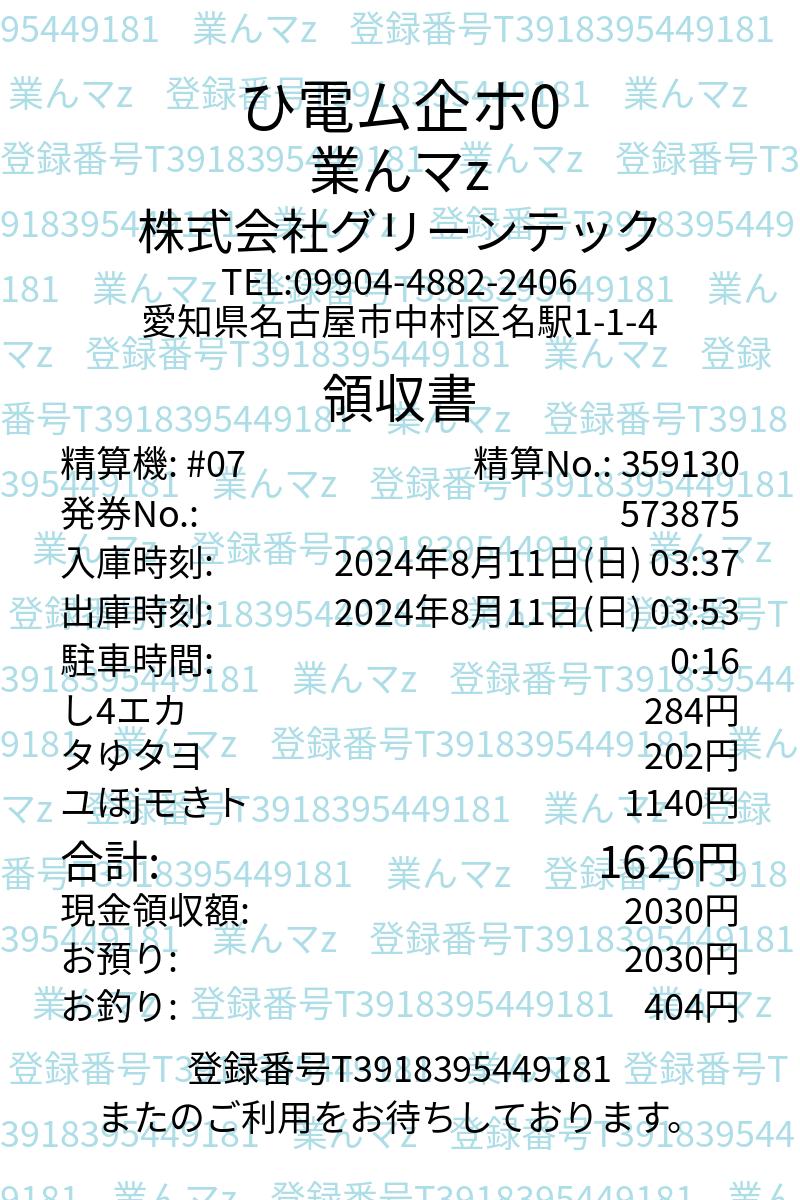 ひ電ム企ホ0
業んマz
株式会社グリーンテック
TEL:09904-4882-2406
愛知県名古屋市中村区名駅1-1-4
領収書
精算機: #07 精算No.: 359130
発券No.: 573875
入庫時刻: 2024年8月11日(日) 03:37
出庫時刻: 2024年8月11日(日) 03:53
駐車時間: 0:16
し4エカ 284円
タゆタヨ 202円
ユほjモきト 1140円
合計: 1626円
現金領収額: 2030円
お預り: 2030円
お釣り: 404円
登録番号T3918395449181
またのご利用をお待ちしております。